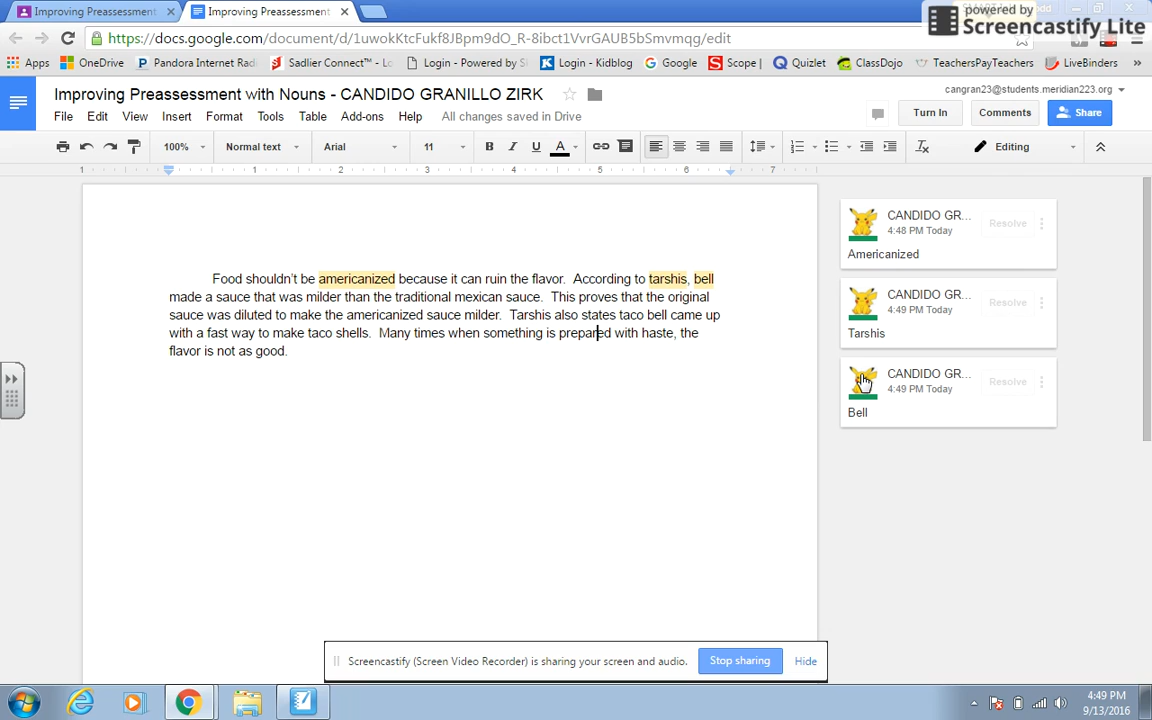 Improving Preassessment
Improving Preassessment
powered by
Screencastify Lite
https://docs.google.com/document/d/1uwokKtcFukf8JBpm9dO_R-8ibct1VvrGAUB5bSmvmqg/edit
Apps OneDrive Pandora Internet Rad Sadlier Connect™ - Lo Login - Powered by Login - Kidblog Google Scope | Quizlet ClassDojo TeachersPayTeachers LiveBinders »
Improving Preassessment with Nouns - CANDIDO GRANILLO ZIRK
cangran23@students.meridian223.org
File Edit View Insert Format Tools Table Add-ons Help All changes saved in Drive
Turn In Comments Share
100% Normal text Arial 11 B I U A Editing
1 1 2 3 4 5 6 7
Food shouldn't be americanized because it can ruin the flavor. According to tarshis, bell
made a sauce that was milder than the traditional mexican sauce. This proves that the original
sauce was diluted to make the americanized sauce milder. Tarshis also states taco bell came up
with a fast way to make taco shells. Many times when something is prepared with haste, the
flavor is not as good.
CANDIDO GR...
4:48 PM Today
Resolve
Americanized
CANDIDO GR...
4:49 PM Today
Resolve
Tarshis
CANDIDO GR...
4:49 PM Today
Resolve
Bell
Screencastify (Screen Video Recorder) is sharing your screen and audio. Stop sharing Hide
4:49 PM
9/13/2016